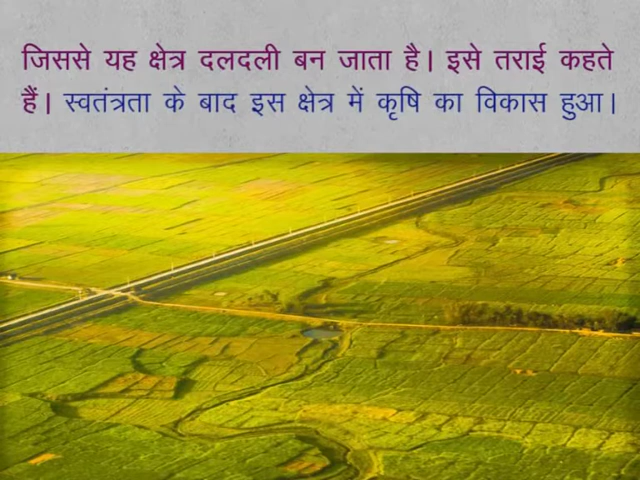 जिससे यह क्षेत्र दलदली बन जाता है। इसे तराई कहते
हैं। स्वतंत्रता के बाद इस क्षेत्र में कृषि का विकास हुआ।